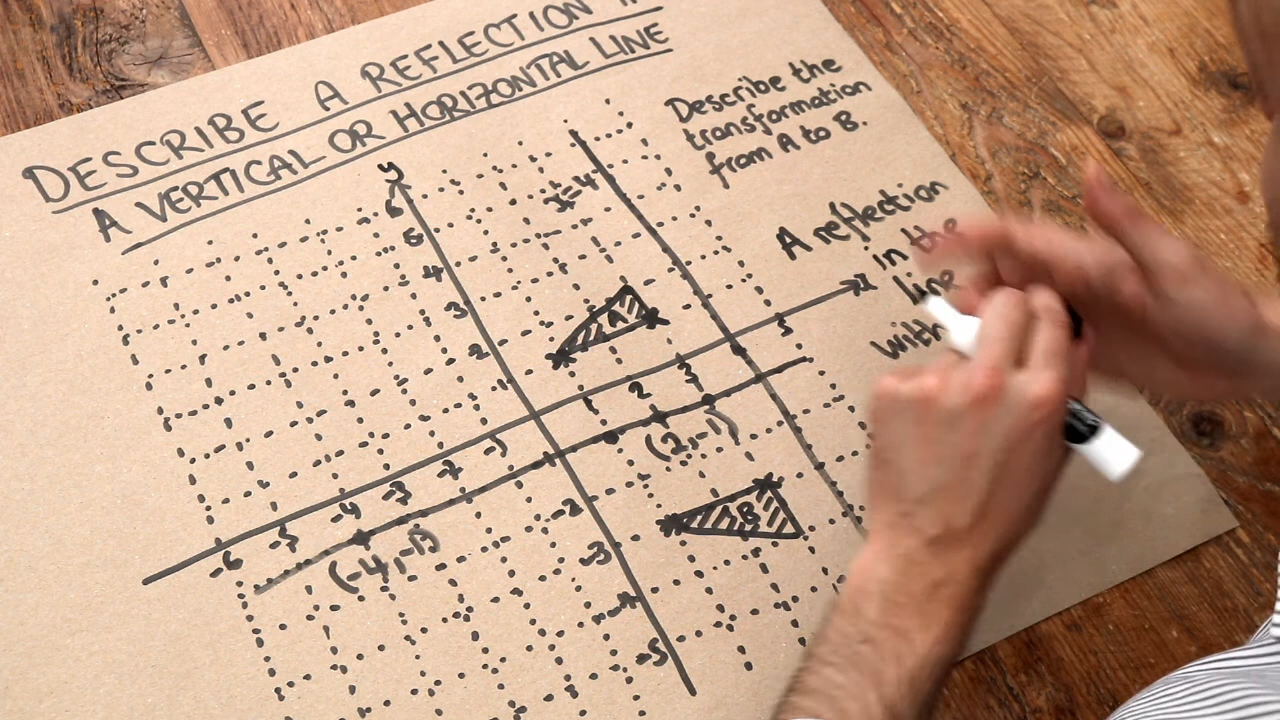 DESCRIBE A REFLECTION
A VERTICAL OR HORIZONTAL LINE
Describe the
transformation
from A to B.
A reflection
in the
line
with
y
6
5
4
3
2
1
x=4
A
x
5
1
2
3
-6
-5
-4
-3
-2
-1
(2,-1)
(-4,-1)
-2
-3
-4
-5
B